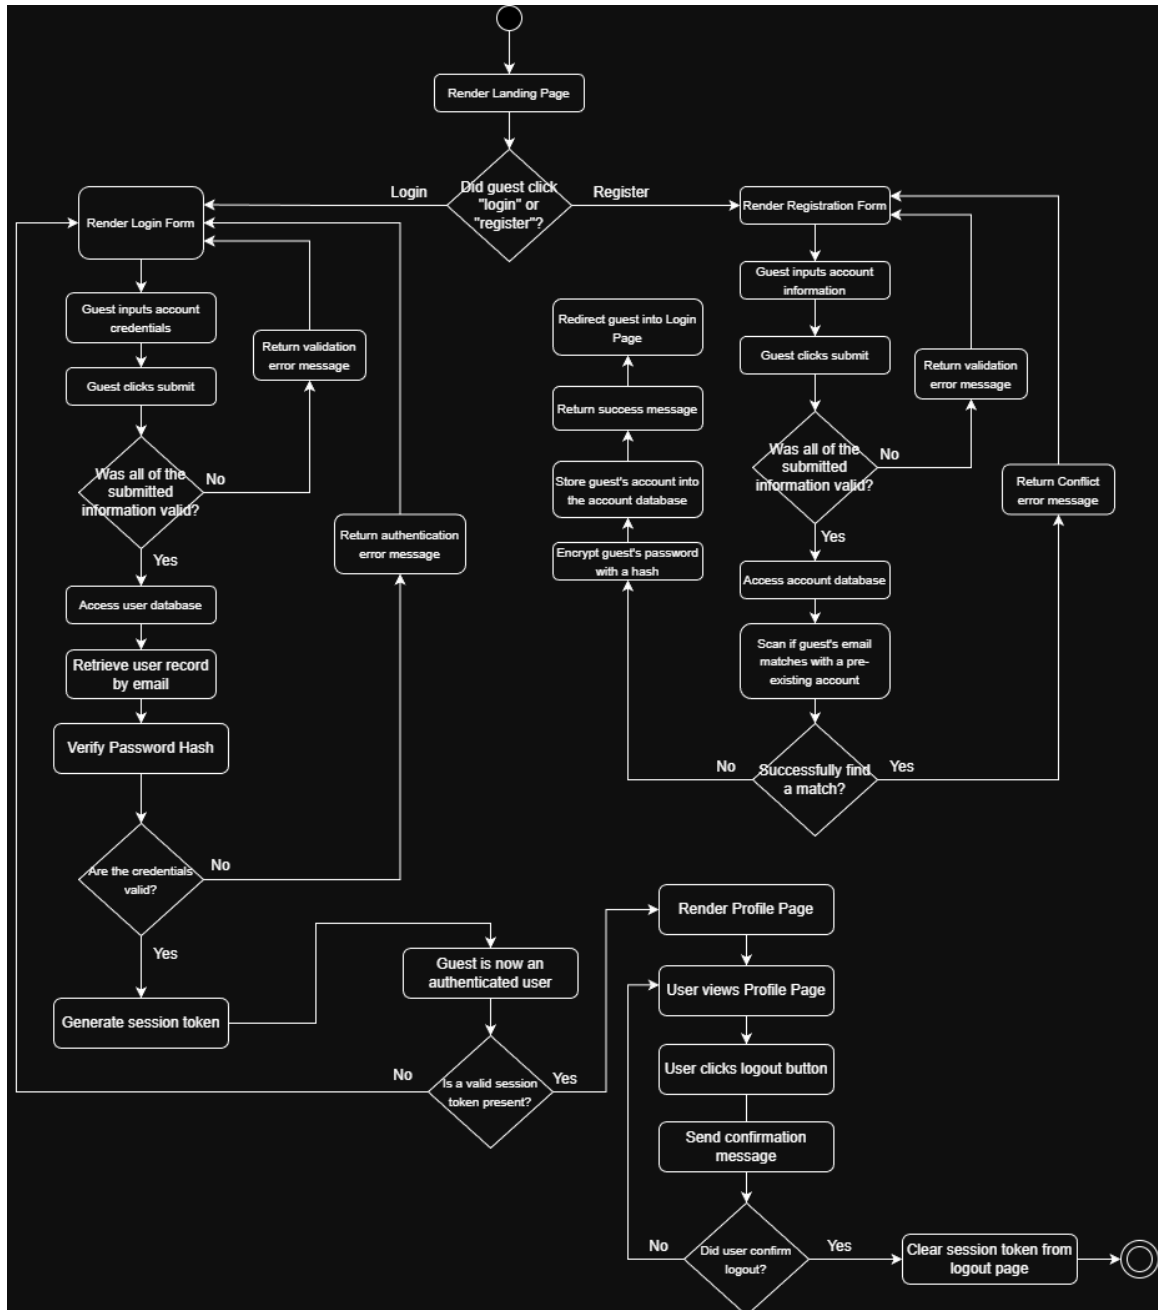 Render Landing Page
Did guest click
"login" or
"register"?
Login
Register
Render Login Form
Guest inputs account
credentials
Guest clicks submit
Return validation
error message
Was all of the
submitted
information valid?
No
Yes
Return authentication
error message
Access user database
Retrieve user record
by email
Verify Password Hash
Are the credentials
valid?
No
Yes
Generate session token
Guest is now an
authenticated user
Is a valid session
token present?
No
Yes
Render Registration Form
Guest inputs account
information
Guest clicks submit
Return validation
error message
Was all of the
submitted
information valid?
No
Yes
Return Conflict
error message
Access account database
Scan if guest's email
matches with a pre-
existing account
Successfully find
a match?
No
Yes
Redirect guest into Login
Page
Return success message
Store guest's account into
the account database
Encrypt guest's password
with a hash
Render Profile Page
User views Profile Page
User clicks logout button
Send confirmation
message
Did user confirm
logout?
No
Yes
Clear session token from
logout page